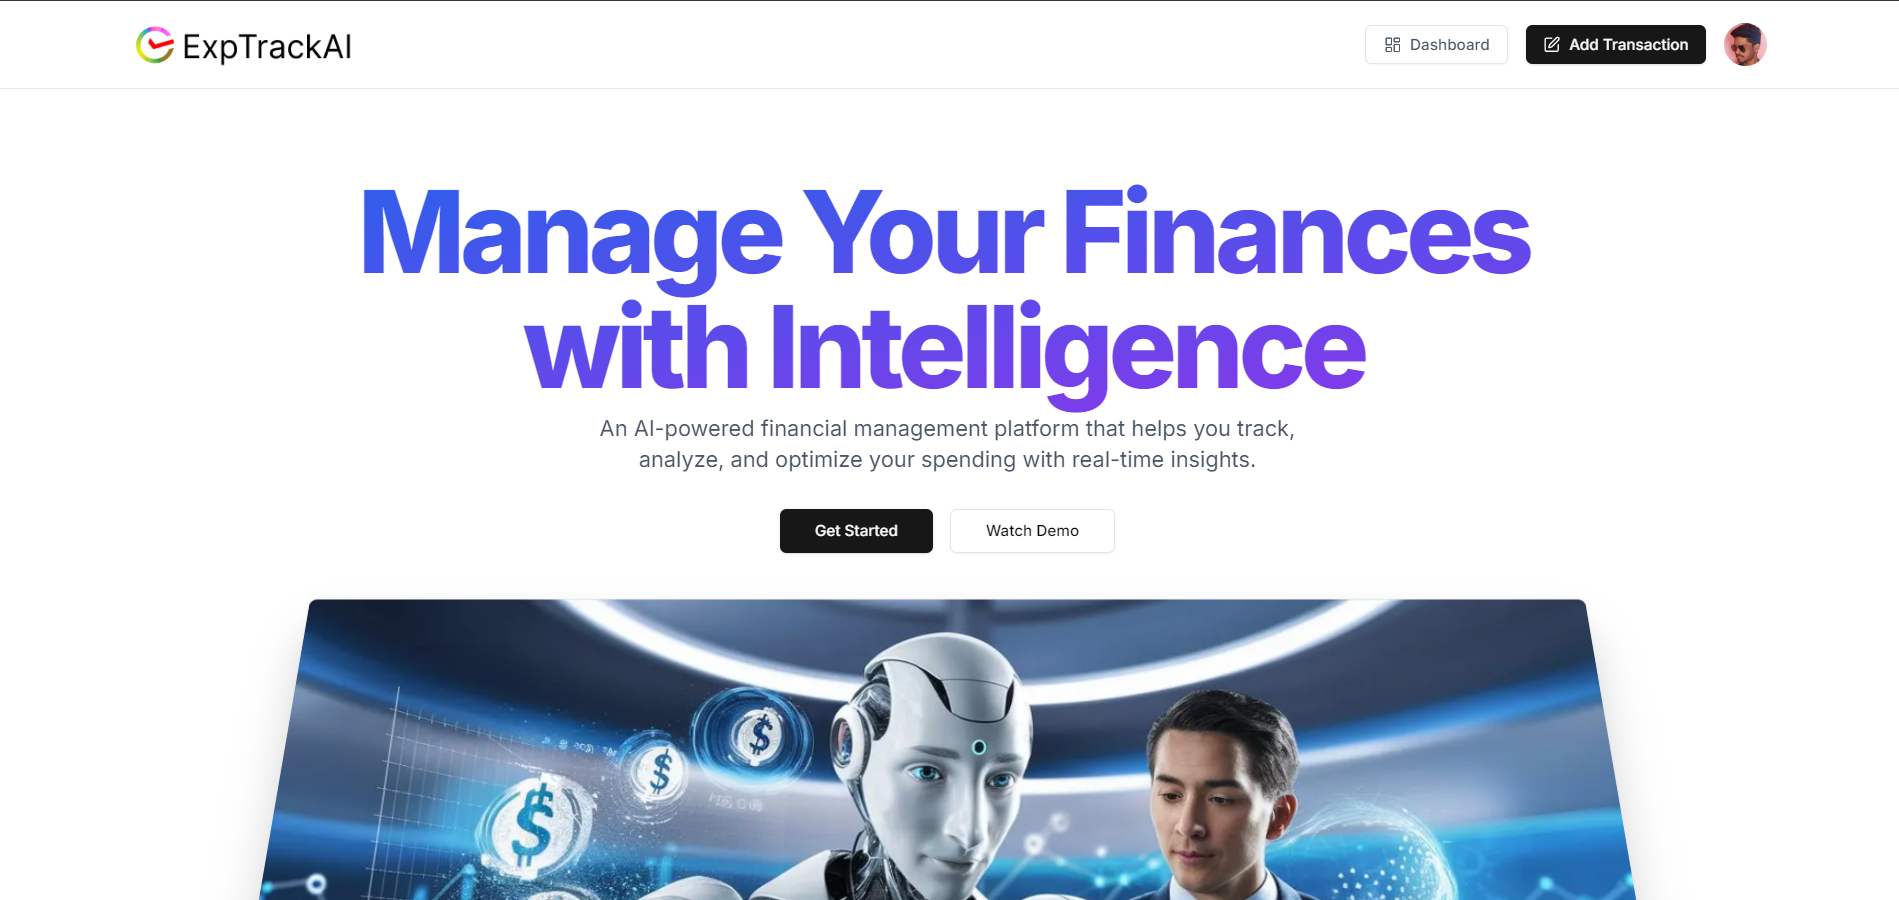 ExpTrackAI
Dashboard
Add Transaction
Manage Your Finances
with Intelligence
An AI-powered financial management platform that helps you track,
analyze, and optimize your spending with real-time insights.
Get Started
Watch Demo
$
$
$